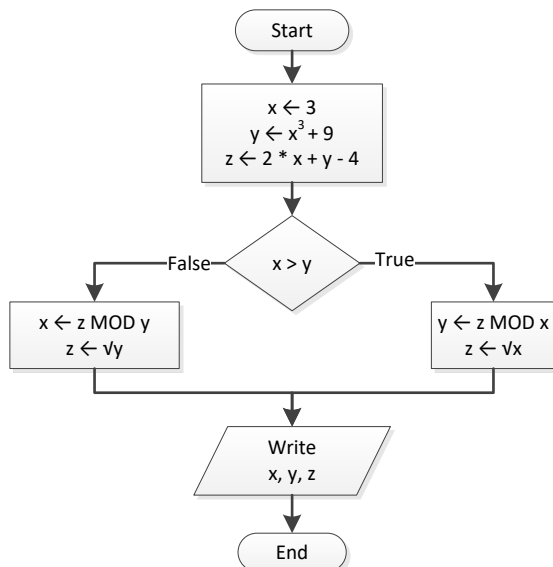 Start
x ← 3
y ← x³ + 9
z ← 2 * x + y - 4
x > y
False
True
x ← z MOD y
z ← √y
y ← z MOD x
z ← √x
Write
x, y, z
End